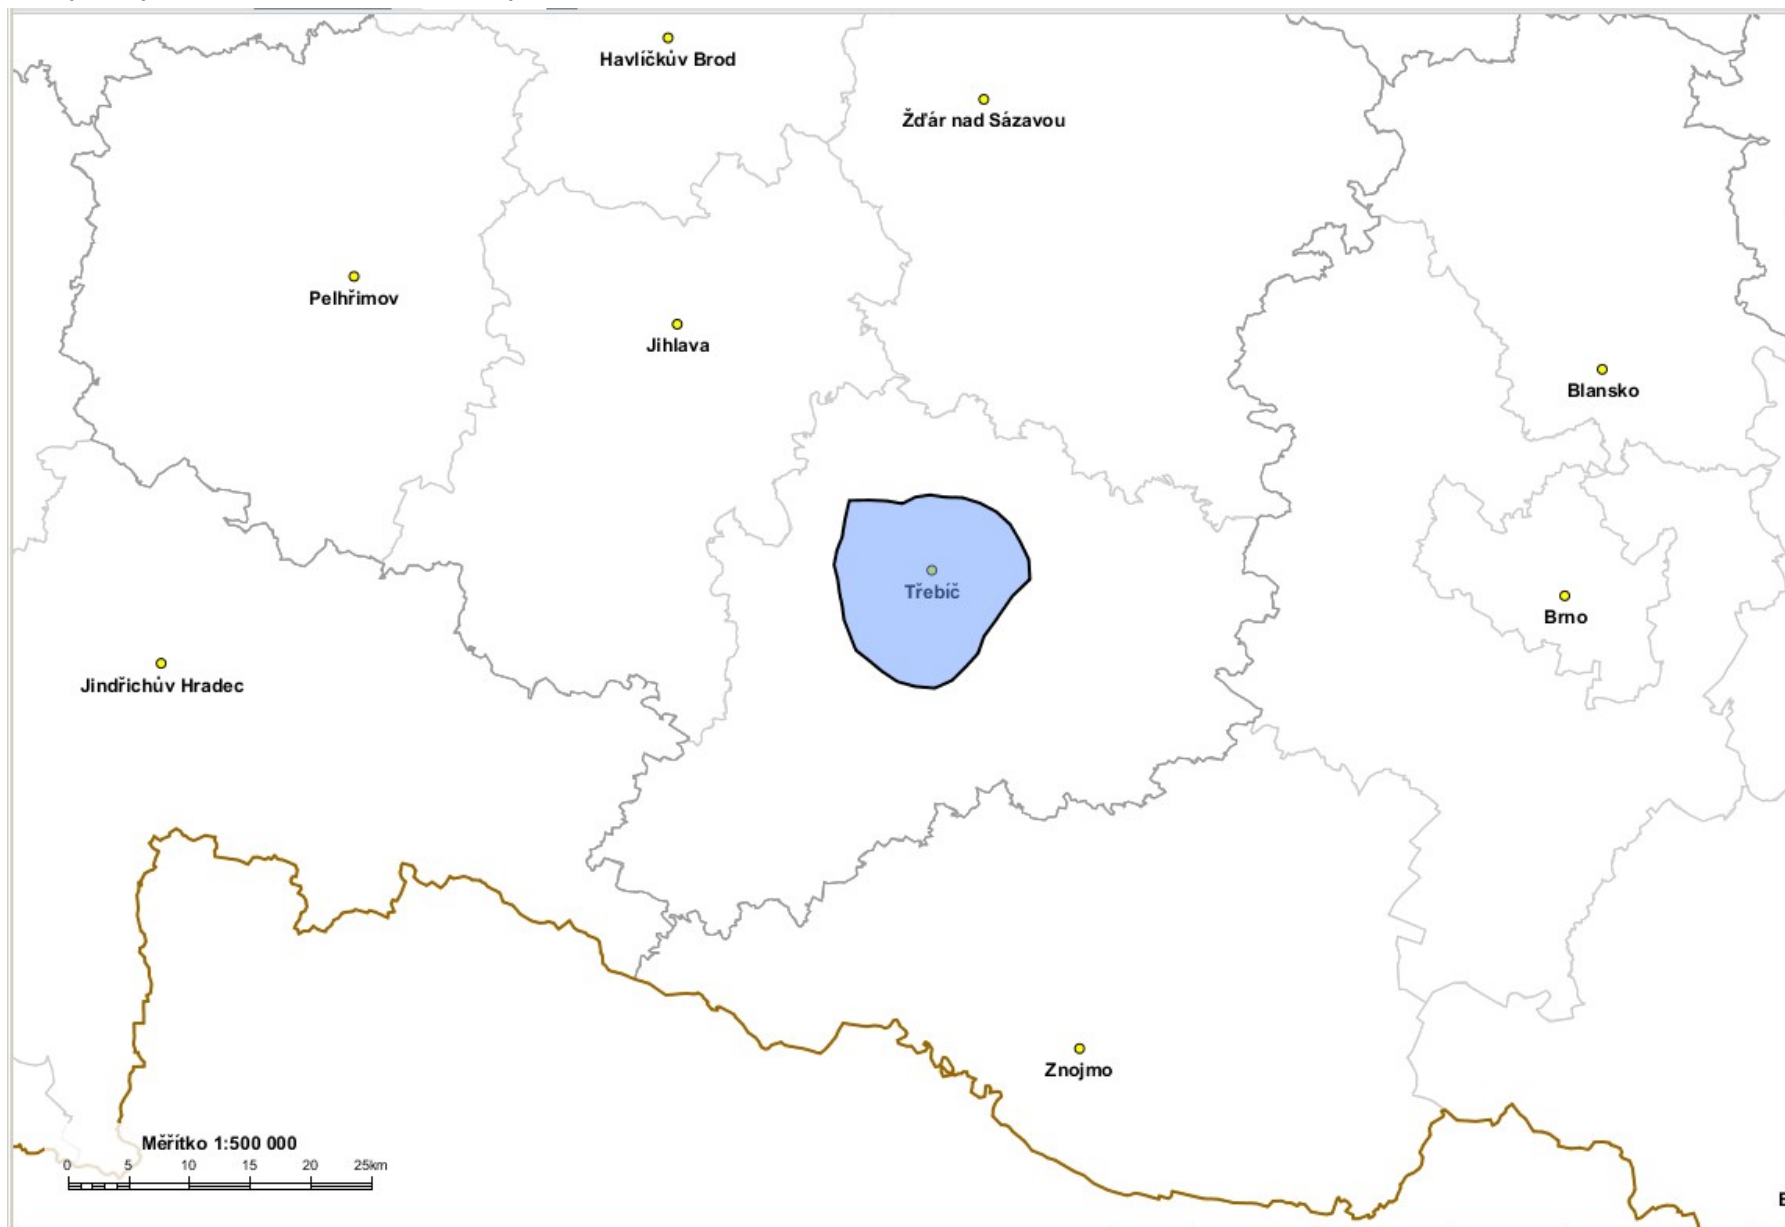 Havlíčkův Brod
Žďár nad Sázavou
Pelhřimov
Jihlava
Blansko
Třebíč
Brno
Jindřichův Hradec
Znojmo
Měřítko 1:500 000
0 5 10 15 20 25km